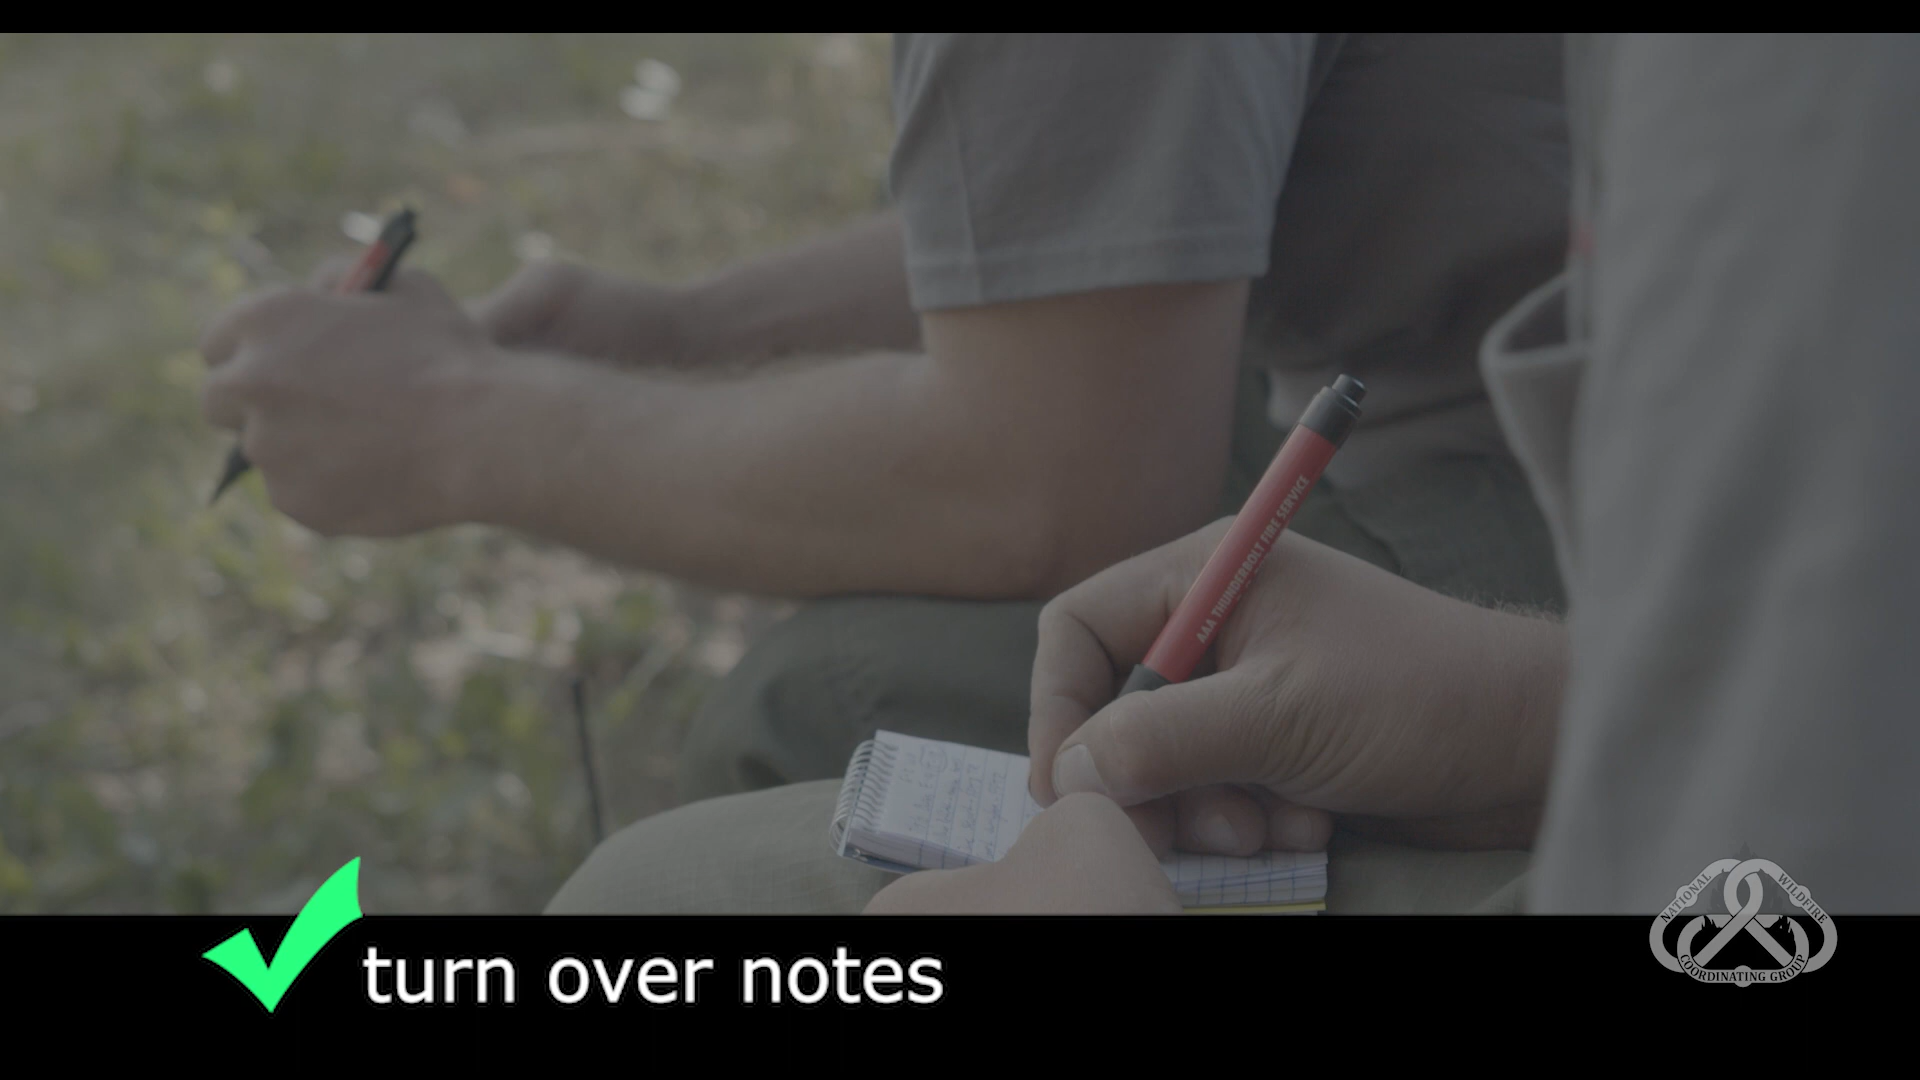 AAA THUNDERBOLT FIRE SERVICE
turn over notes
NATIONAL WILDFIRE
COORDINATING GROUP